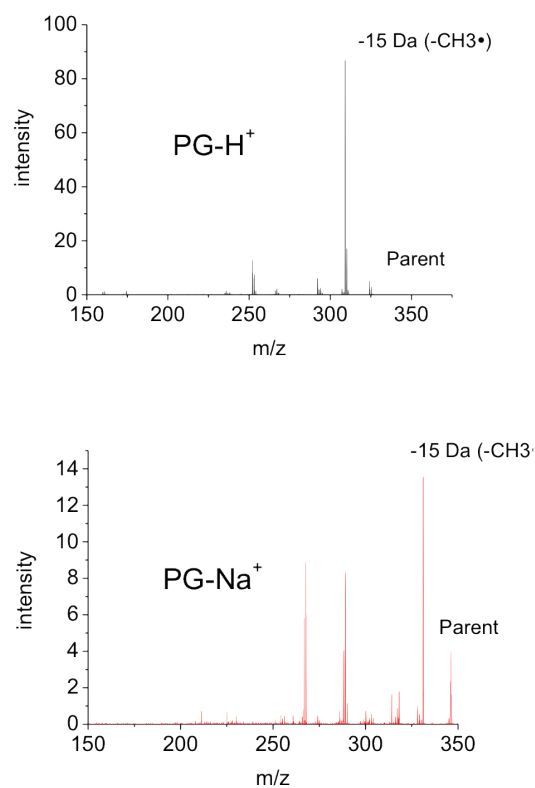 100
-15 Da (-CH3•)
80
60
PG-H+
intensity
40
20
Parent
0
150 200 250 300 350
m/z
-15 Da (-CH3·
14
12
10
PG-Na+
8
intensity
6
Parent
4
2
0
150 200 250 300 350
m/z